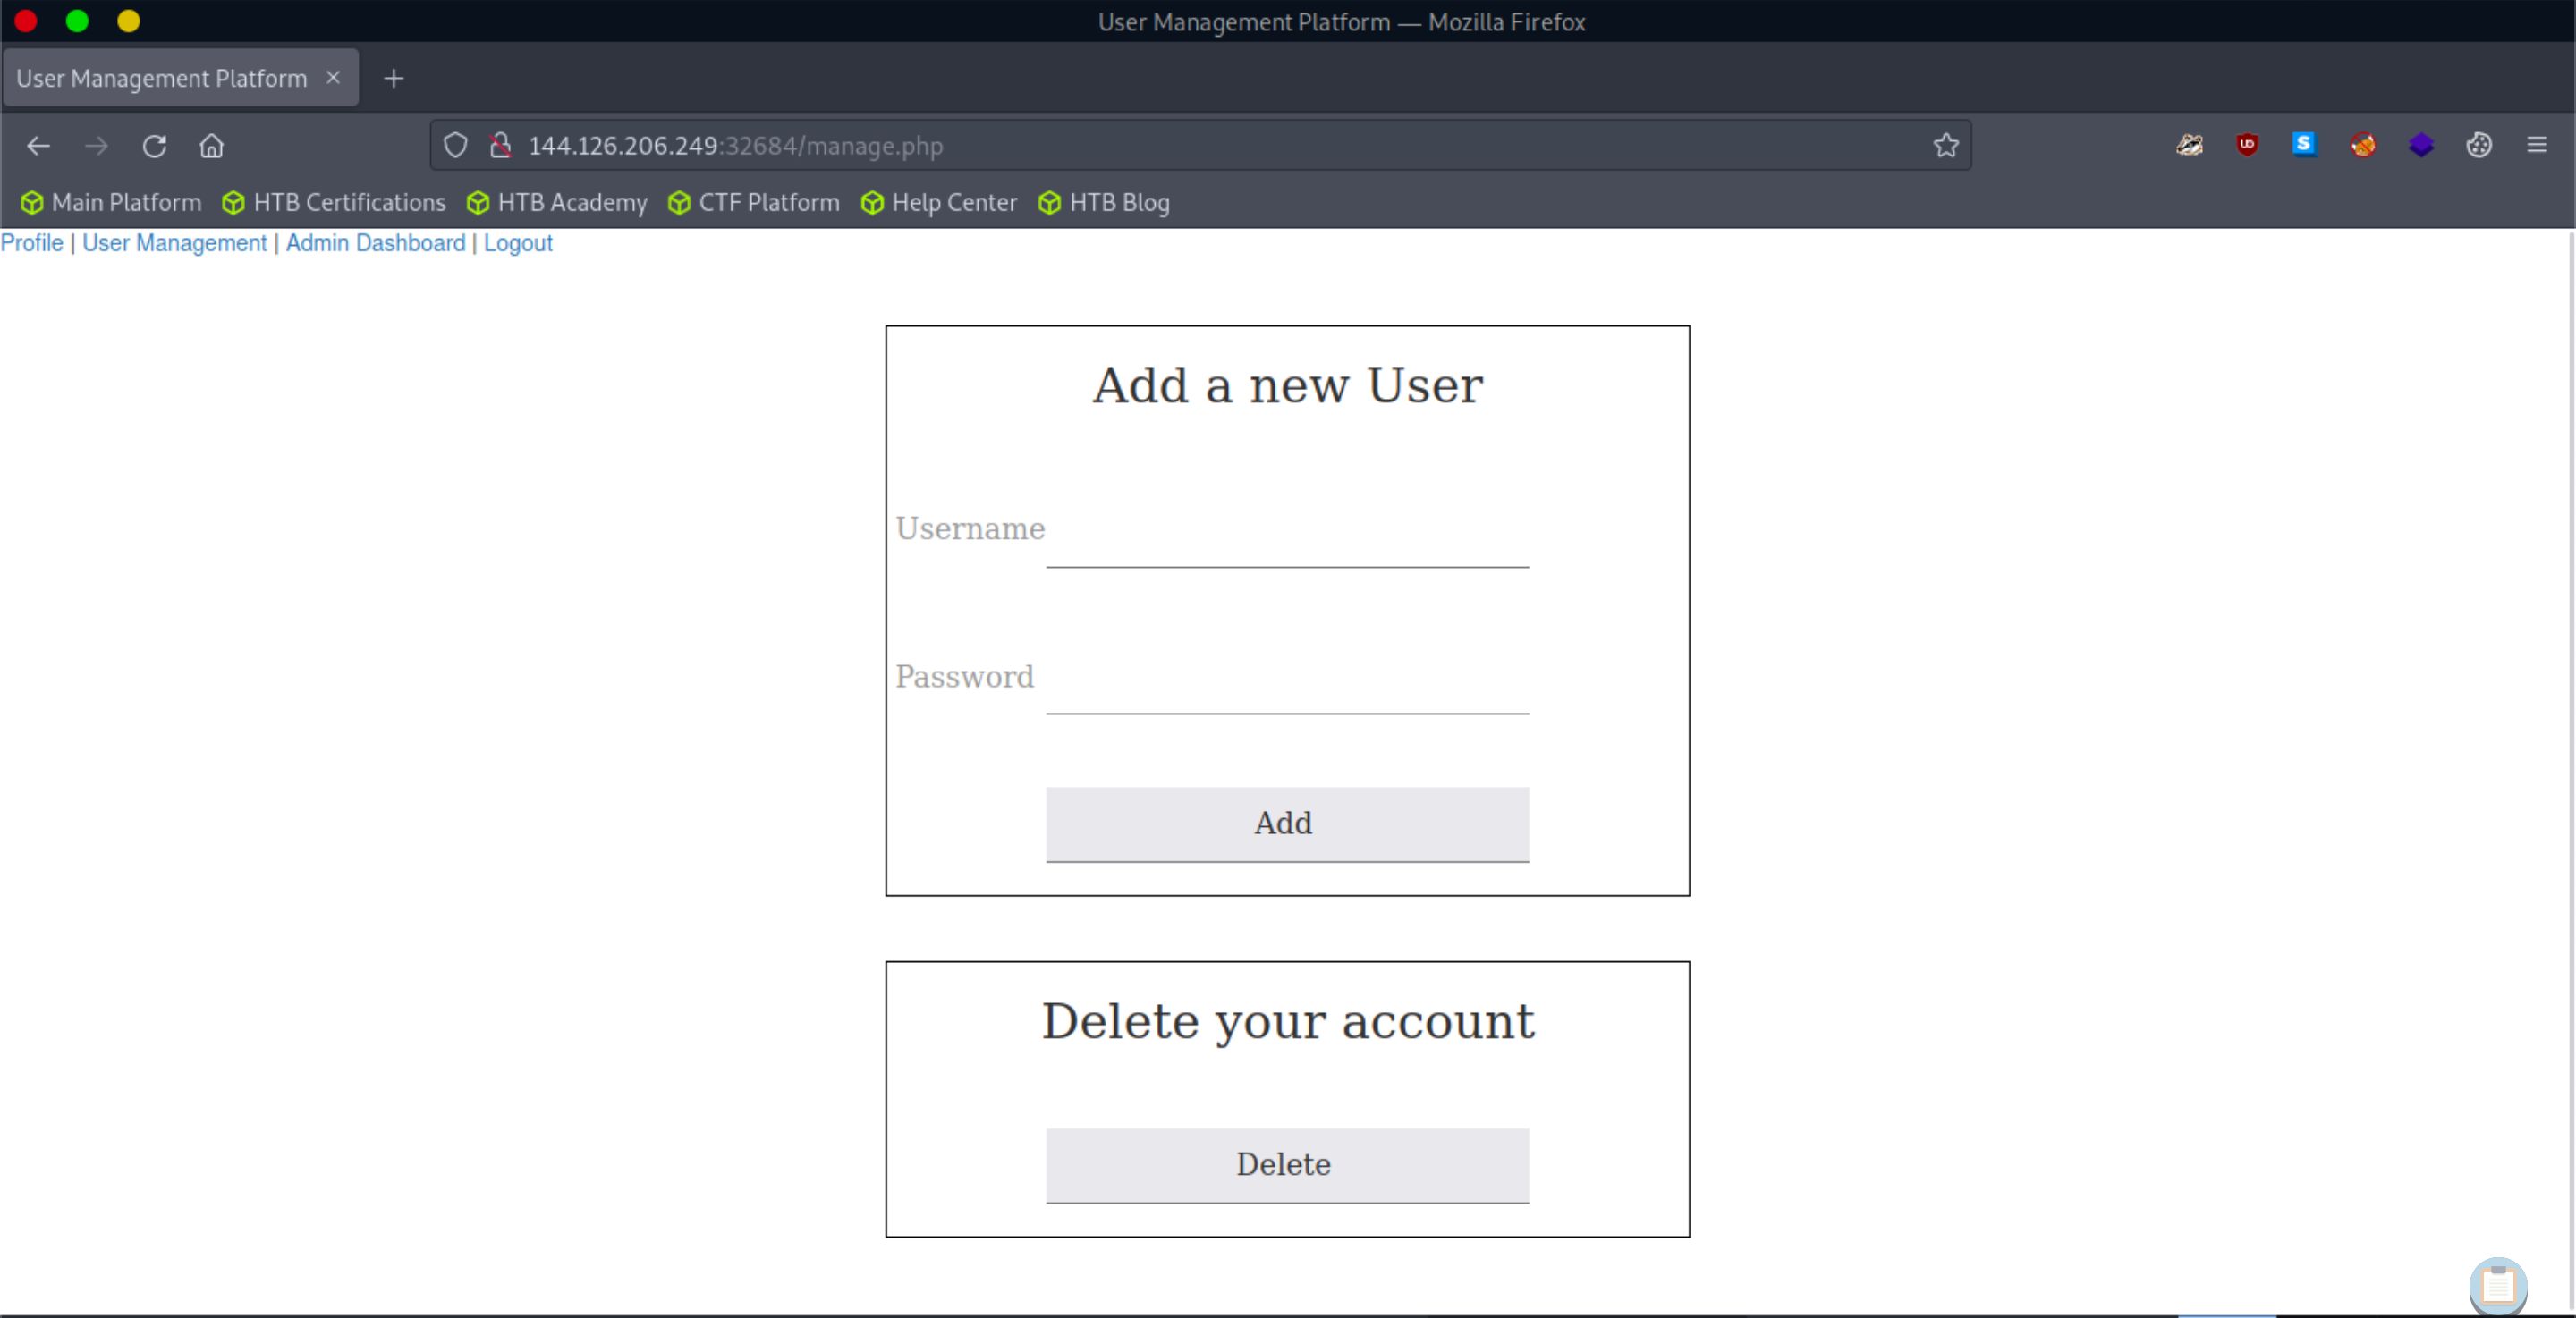 User Management Platform — Mozilla Firefox
User Management Platform
144.126.206.249:32684/manage.php
Main Platform HTB Certifications HTB Academy CTF Platform Help Center HTB Blog
Profile | User Management | Admin Dashboard | Logout
Add a new User
Username
Password
Add
Delete your account
Delete